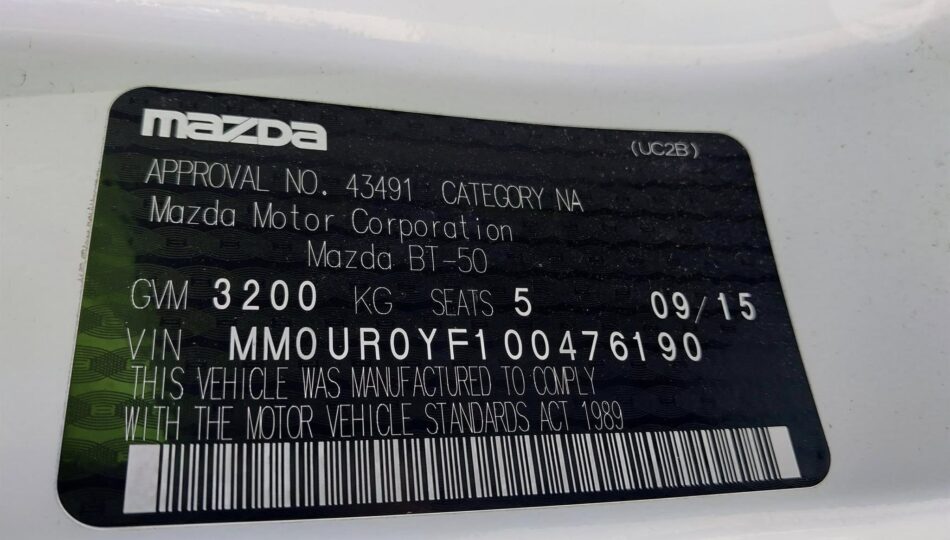 mazda
(UC2B)
APPROVAL NO. 43491 CATEGORY NA
Mazda Motor Corporation
Mazda BT-50
GVM 3200 KG SEATS 5 09/15
VIN MM0UR0YF100476190
THIS VEHICLE WAS MANUFACTURED TO COMPLY
WITH THE MOTOR VEHICLE STANDARDS ACT 1989